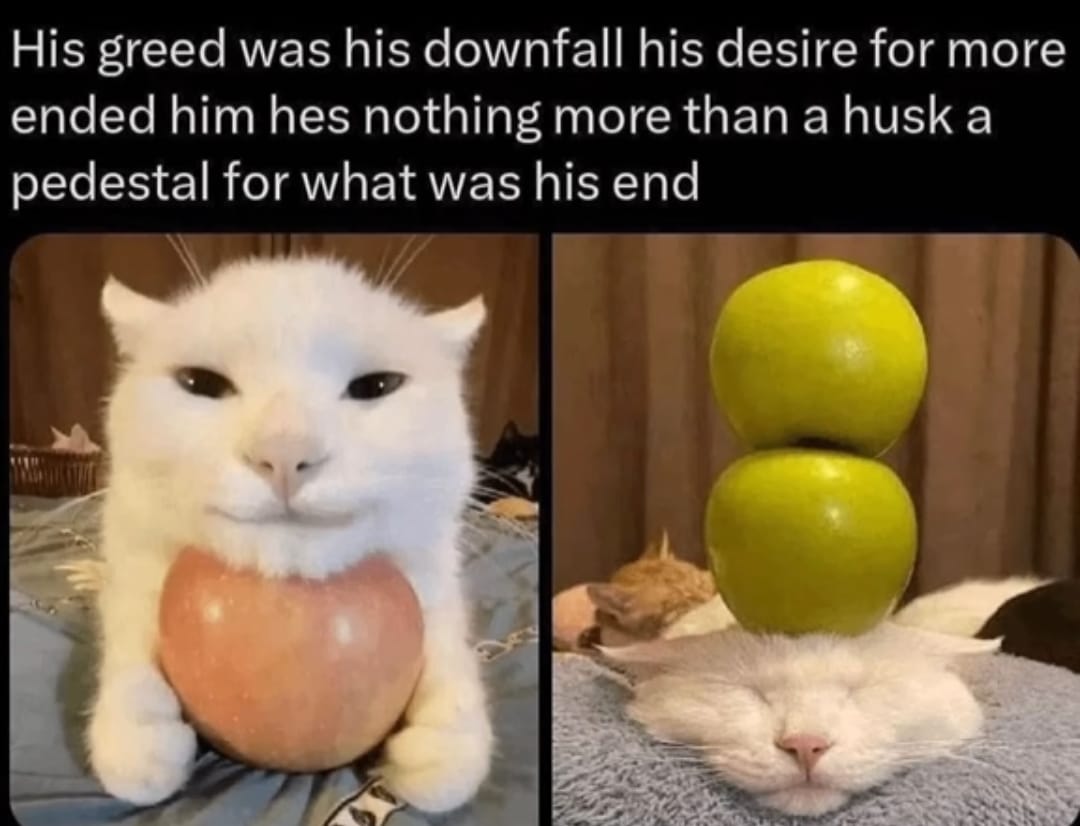 His greed was his downfall his desire for more
ended him hes nothing more than a husk a
pedestal for what was his end